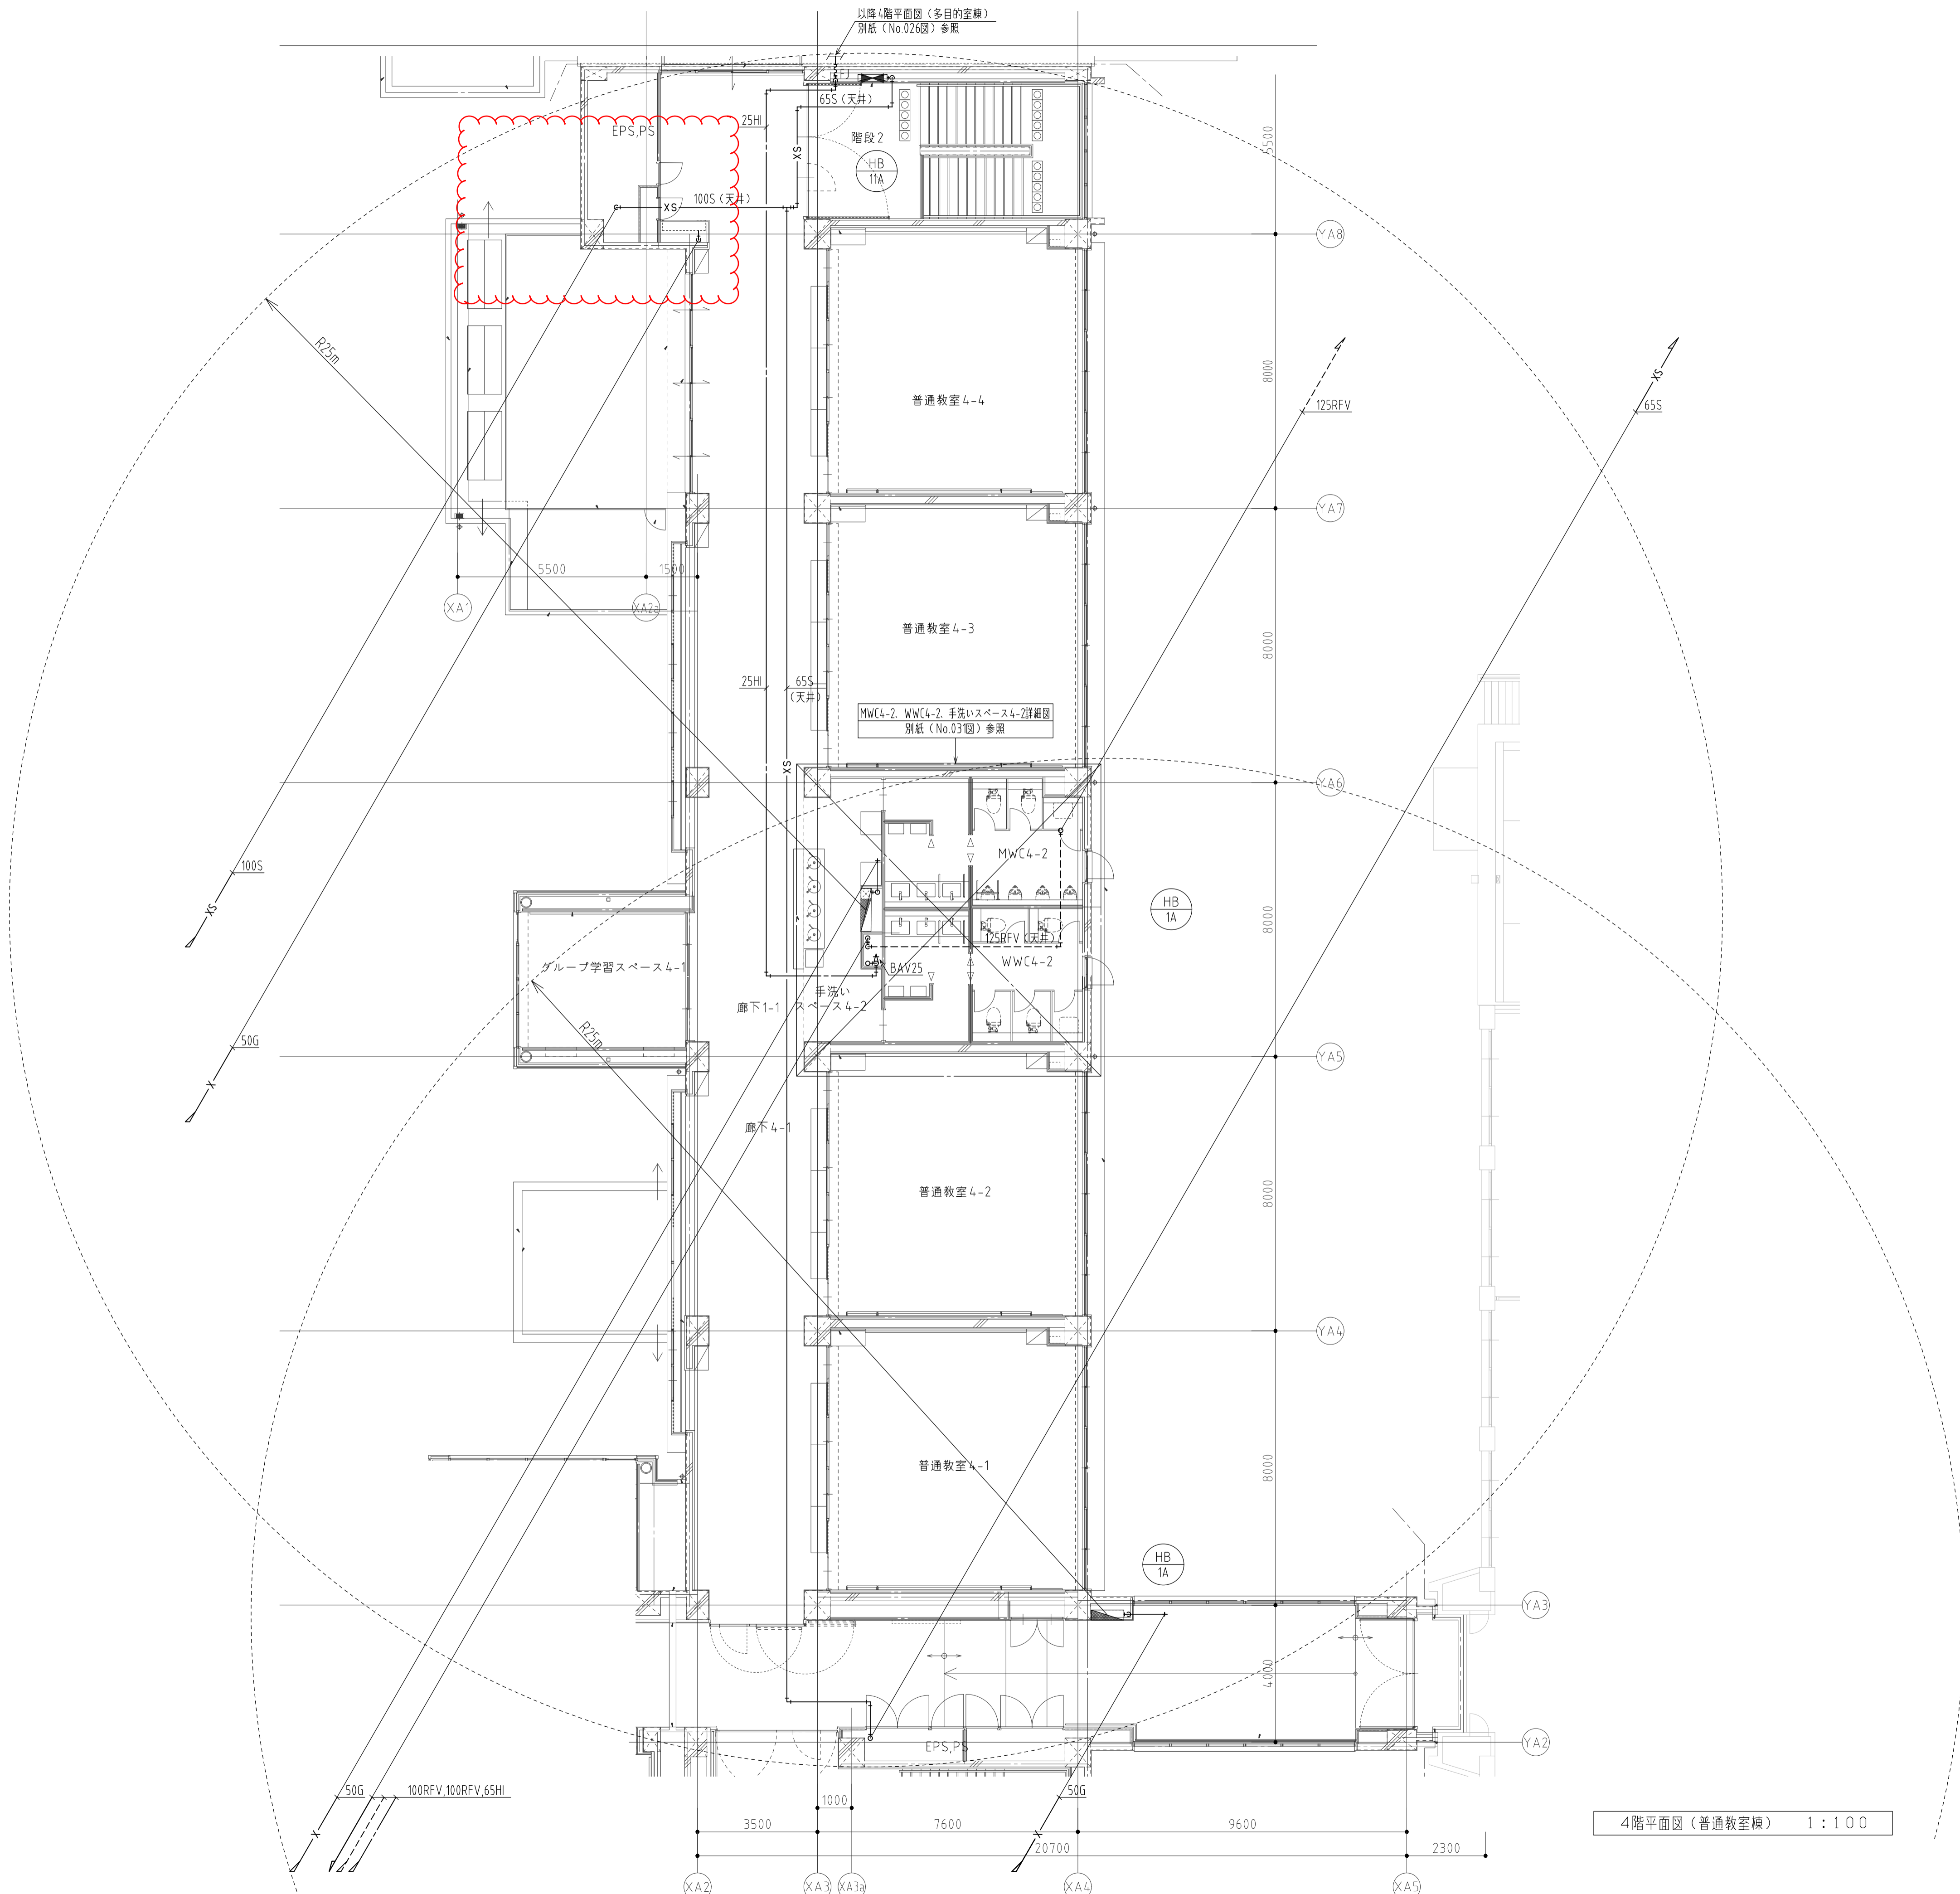 以降4階平面図（多目的室棟）
別紙（No.026図）参照
FJ
65S（天井）
25HI
EPS,PS
階段2
HB
11A
XS
100S（天井）
XS
5500
YA8
R25m
8000
普通教室4-4
125RFV
XS
65S
YA7
5500
1500
XA1
XA2a
普通教室4-3
8000
25HI
65S
（天井）
MWC4-2、WWC4-2、手洗いスペース4-2詳細図
別紙（No.031図）参照
XS
YA6
MWC4-2
100S
XS
HB
1A
8000
125RFV（天井）
WWC4-2
BAV25
グループ学習スペース4-1
手洗い
スペース4-2
廊下1-1
R25m
50G
X
YA5
廊下4-1
普通教室4-2
8000
YA4
普通教室4-1
8000
HB
1A
YA3
4000
EPS,PS
YA2
50G
100RFV,100RFV,65HI
50G
X
X
1000
3500
7600
9600
20700
2300
4階平面図（普通教室棟） 1：100
XA2
XA3
XA3a
XA4
XA5